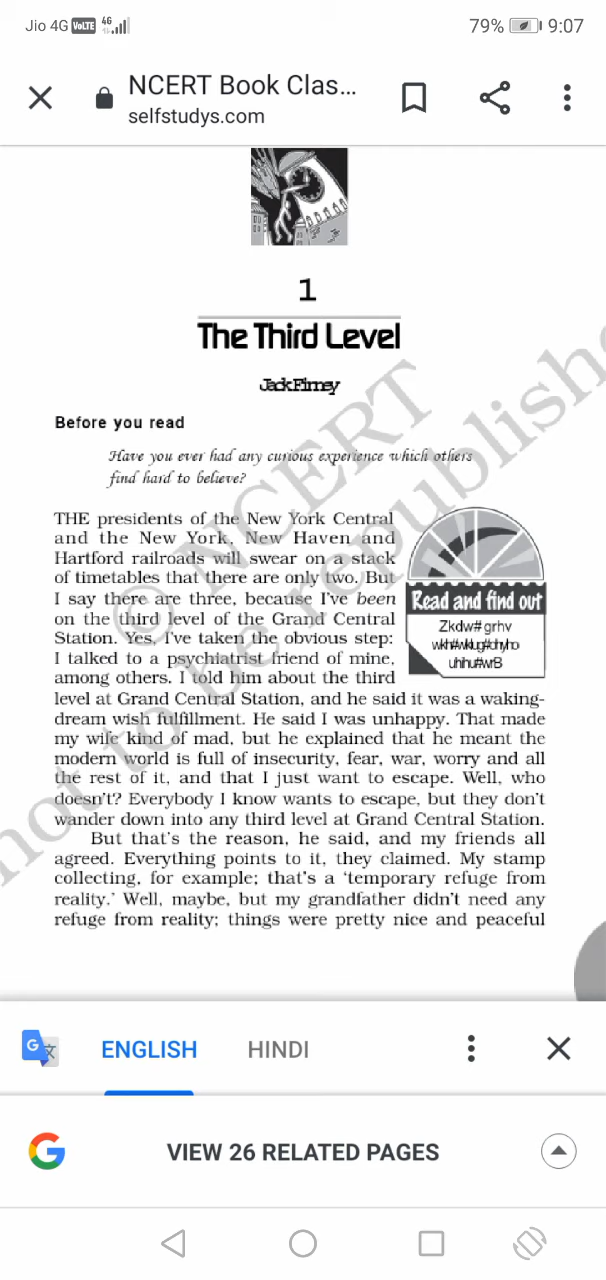 Jio 4G VoLTE 4G 79% 9:07
NCERT Book Clas...
selfstudys.com
1
The Third Level
Jack Finney
Before you read
Have you ever had any curious experience which others
find hard to believe?
THE presidents of the New York Central
and the New York, New Haven and
Hartford railroads will swear on a stack
of timetables that there are only two. But
I say there are three, because I've been
on the third level of the Grand Central
Station. Yes, I've taken the obvious step:
I talked to a psychiatrist friend of mine,
among others. I told him about the third
level at Grand Central Station, and he said it was a waking-
dream wish fulfillment. He said I was unhappy. That made
my wife kind of mad, but he explained that he meant the
modern world is full of insecurity, fear, war, worry and all
the rest of it, and that I just want to escape. Well, who
doesn't? Everybody I know wants to escape, but they don't
wander down into any third level at Grand Central Station.
But that's the reason, he said, and my friends all
agreed. Everything points to it, they claimed. My stamp
collecting, for example; that's a ‘temporary refuge from
reality.’ Well, maybe, but my grandfather didn't need any
refuge from reality; things were pretty nice and peaceful
Read and find out
Zkdw# grhv
uhihu#wrB
© NCERT
not to be republished
ENGLISH HINDI
VIEW 26 RELATED PAGES